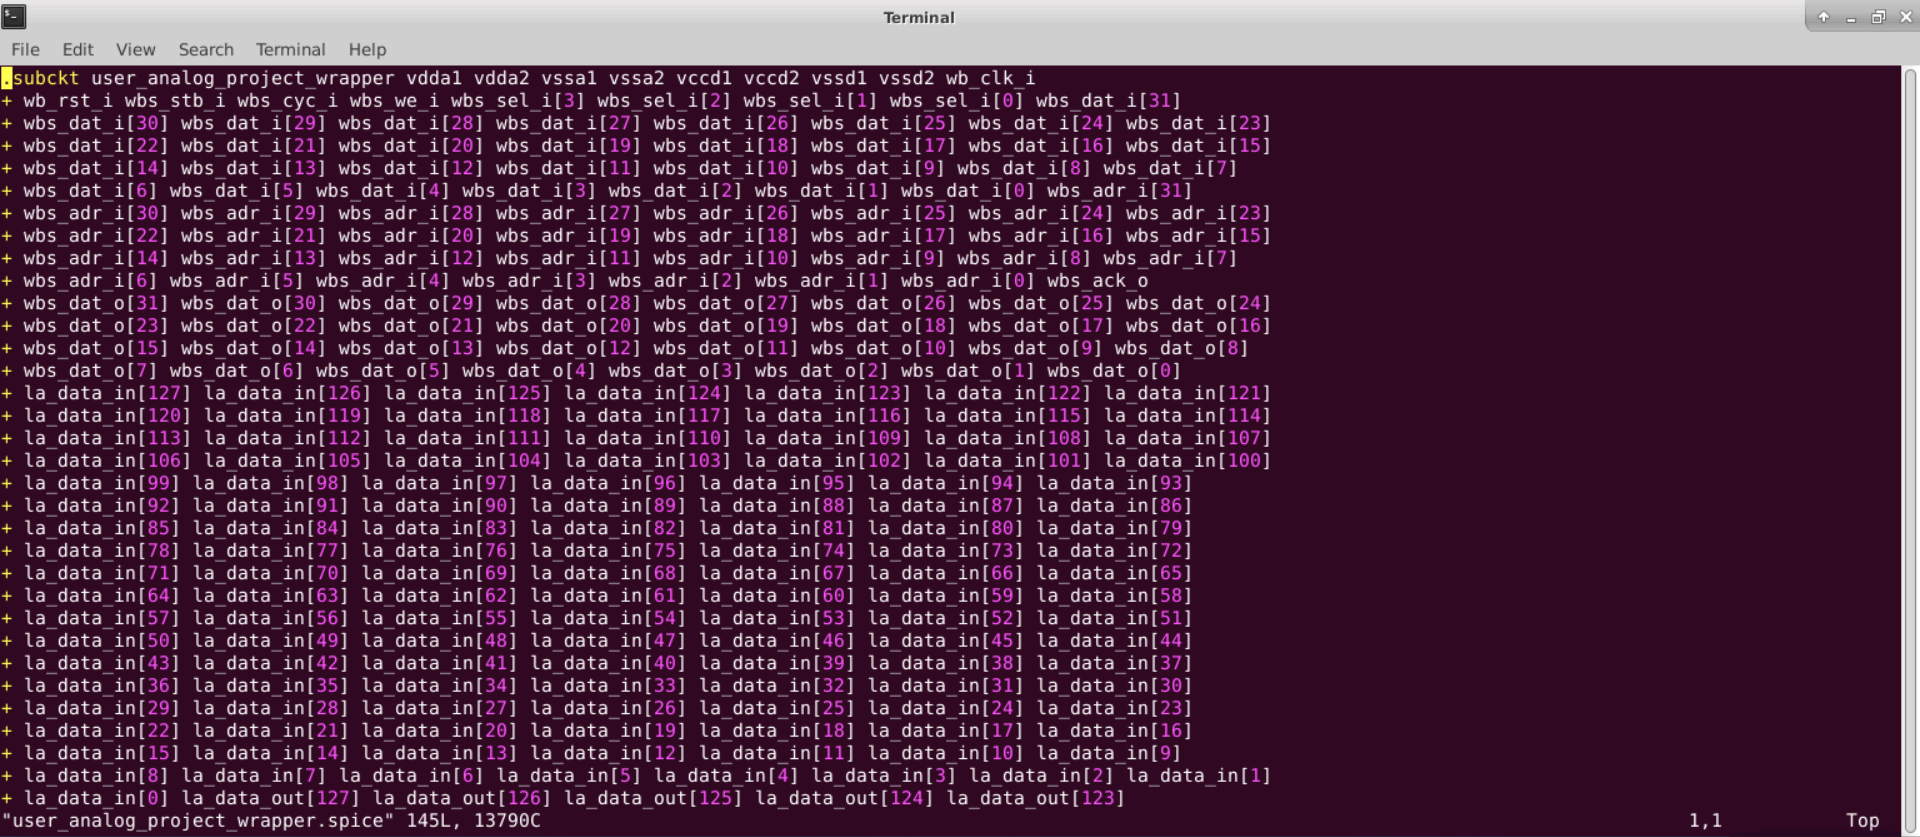 Terminal
File Edit View Search Terminal Help
.subckt user_analog_project_wrapper vdda1 vdda2 vssa1 vssa2 vccd1 vccd2 vssd1 vssd2 wb_clk_i
+ wb_rst_i wbs_stb_i wbs_cyc_i wbs_we_i wbs_sel_i[3] wbs_sel_i[2] wbs_sel_i[1] wbs_sel_i[0] wbs_dat_i[31]
+ wbs_dat_i[30] wbs_dat_i[29] wbs_dat_i[28] wbs_dat_i[27] wbs_dat_i[26] wbs_dat_i[25] wbs_dat_i[24] wbs_dat_i[23]
+ wbs_dat_i[22] wbs_dat_i[21] wbs_dat_i[20] wbs_dat_i[19] wbs_dat_i[18] wbs_dat_i[17] wbs_dat_i[16] wbs_dat_i[15]
+ wbs_dat_i[14] wbs_dat_i[13] wbs_dat_i[12] wbs_dat_i[11] wbs_dat_i[10] wbs_dat_i[9] wbs_dat_i[8] wbs_dat_i[7]
+ wbs_dat_i[6] wbs_dat_i[5] wbs_dat_i[4] wbs_dat_i[3] wbs_dat_i[2] wbs_dat_i[1] wbs_dat_i[0] wbs_adr_i[31]
+ wbs_adr_i[30] wbs_adr_i[29] wbs_adr_i[28] wbs_adr_i[27] wbs_adr_i[26] wbs_adr_i[25] wbs_adr_i[24] wbs_adr_i[23]
+ wbs_adr_i[22] wbs_adr_i[21] wbs_adr_i[20] wbs_adr_i[19] wbs_adr_i[18] wbs_adr_i[17] wbs_adr_i[16] wbs_adr_i[15]
+ wbs_adr_i[14] wbs_adr_i[13] wbs_adr_i[12] wbs_adr_i[11] wbs_adr_i[10] wbs_adr_i[9] wbs_adr_i[8] wbs_adr_i[7]
+ wbs_adr_i[6] wbs_adr_i[5] wbs_adr_i[4] wbs_adr_i[3] wbs_adr_i[2] wbs_adr_i[1] wbs_adr_i[0] wbs_ack_o
+ wbs_dat_o[31] wbs_dat_o[30] wbs_dat_o[29] wbs_dat_o[28] wbs_dat_o[27] wbs_dat_o[26] wbs_dat_o[25] wbs_dat_o[24]
+ wbs_dat_o[23] wbs_dat_o[22] wbs_dat_o[21] wbs_dat_o[20] wbs_dat_o[19] wbs_dat_o[18] wbs_dat_o[17] wbs_dat_o[16]
+ wbs_dat_o[15] wbs_dat_o[14] wbs_dat_o[13] wbs_dat_o[12] wbs_dat_o[11] wbs_dat_o[10] wbs_dat_o[9] wbs_dat_o[8]
+ wbs_dat_o[7] wbs_dat_o[6] wbs_dat_o[5] wbs_dat_o[4] wbs_dat_o[3] wbs_dat_o[2] wbs_dat_o[1] wbs_dat_o[0]
+ la_data_in[127] la_data_in[126] la_data_in[125] la_data_in[124] la_data_in[123] la_data_in[122] la_data_in[121]
+ la_data_in[120] la_data_in[119] la_data_in[118] la_data_in[117] la_data_in[116] la_data_in[115] la_data_in[114]
+ la_data_in[113] la_data_in[112] la_data_in[111] la_data_in[110] la_data_in[109] la_data_in[108] la_data_in[107]
+ la_data_in[106] la_data_in[105] la_data_in[104] la_data_in[103] la_data_in[102] la_data_in[101] la_data_in[100]
+ la_data_in[99] la_data_in[98] la_data_in[97] la_data_in[96] la_data_in[95] la_data_in[94] la_data_in[93]
+ la_data_in[92] la_data_in[91] la_data_in[90] la_data_in[89] la_data_in[88] la_data_in[87] la_data_in[86]
+ la_data_in[85] la_data_in[84] la_data_in[83] la_data_in[82] la_data_in[81] la_data_in[80] la_data_in[79]
+ la_data_in[78] la_data_in[77] la_data_in[76] la_data_in[75] la_data_in[74] la_data_in[73] la_data_in[72]
+ la_data_in[71] la_data_in[70] la_data_in[69] la_data_in[68] la_data_in[67] la_data_in[66] la_data_in[65]
+ la_data_in[64] la_data_in[63] la_data_in[62] la_data_in[61] la_data_in[60] la_data_in[59] la_data_in[58]
+ la_data_in[57] la_data_in[56] la_data_in[55] la_data_in[54] la_data_in[53] la_data_in[52] la_data_in[51]
+ la_data_in[50] la_data_in[49] la_data_in[48] la_data_in[47] la_data_in[46] la_data_in[45] la_data_in[44]
+ la_data_in[43] la_data_in[42] la_data_in[41] la_data_in[40] la_data_in[39] la_data_in[38] la_data_in[37]
+ la_data_in[36] la_data_in[35] la_data_in[34] la_data_in[33] la_data_in[32] la_data_in[31] la_data_in[30]
+ la_data_in[29] la_data_in[28] la_data_in[27] la_data_in[26] la_data_in[25] la_data_in[24] la_data_in[23]
+ la_data_in[22] la_data_in[21] la_data_in[20] la_data_in[19] la_data_in[18] la_data_in[17] la_data_in[16]
+ la_data_in[15] la_data_in[14] la_data_in[13] la_data_in[12] la_data_in[11] la_data_in[10] la_data_in[9]
+ la_data_in[8] la_data_in[7] la_data_in[6] la_data_in[5] la_data_in[4] la_data_in[3] la_data_in[2] la_data_in[1]
+ la_data_in[0] la_data_out[127] la_data_out[126] la_data_out[125] la_data_out[124] la_data_out[123]
"user_analog_project_wrapper.spice" 145L, 13790C 1,1 Top